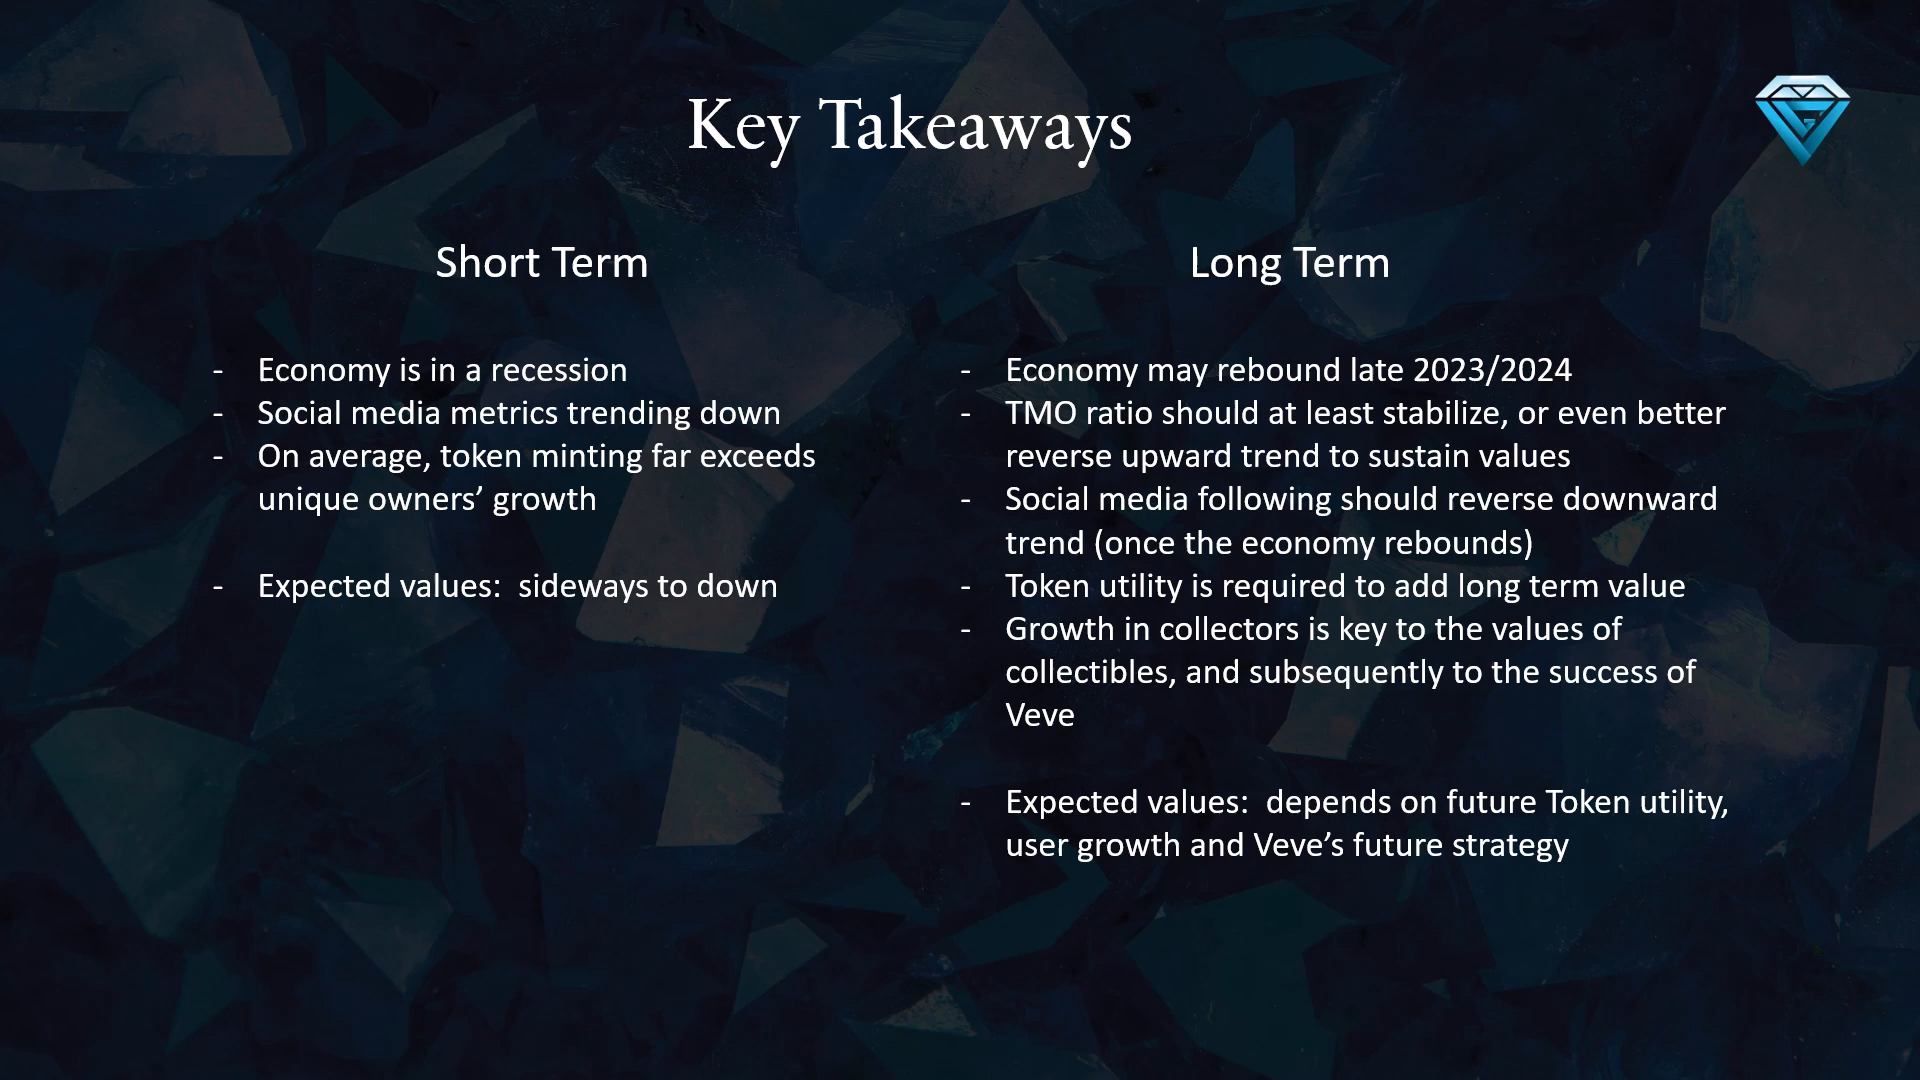 Key Takeaways
Short Term
- Economy is in a recession
- Social media metrics trending down
- On average, token minting far exceeds
unique owners’ growth
- Expected values:  sideways to down
Long Term
- Economy may rebound late 2023/2024
- TMO ratio should at least stabilize, or even better
reverse upward trend to sustain values
- Social media following should reverse downward
trend (once the economy rebounds)
- Token utility is required to add long term value
- Growth in collectors is key to the values of
collectibles, and subsequently to the success of
Veve
- Expected values:  depends on future Token utility,
user growth and Veve’s future strategy